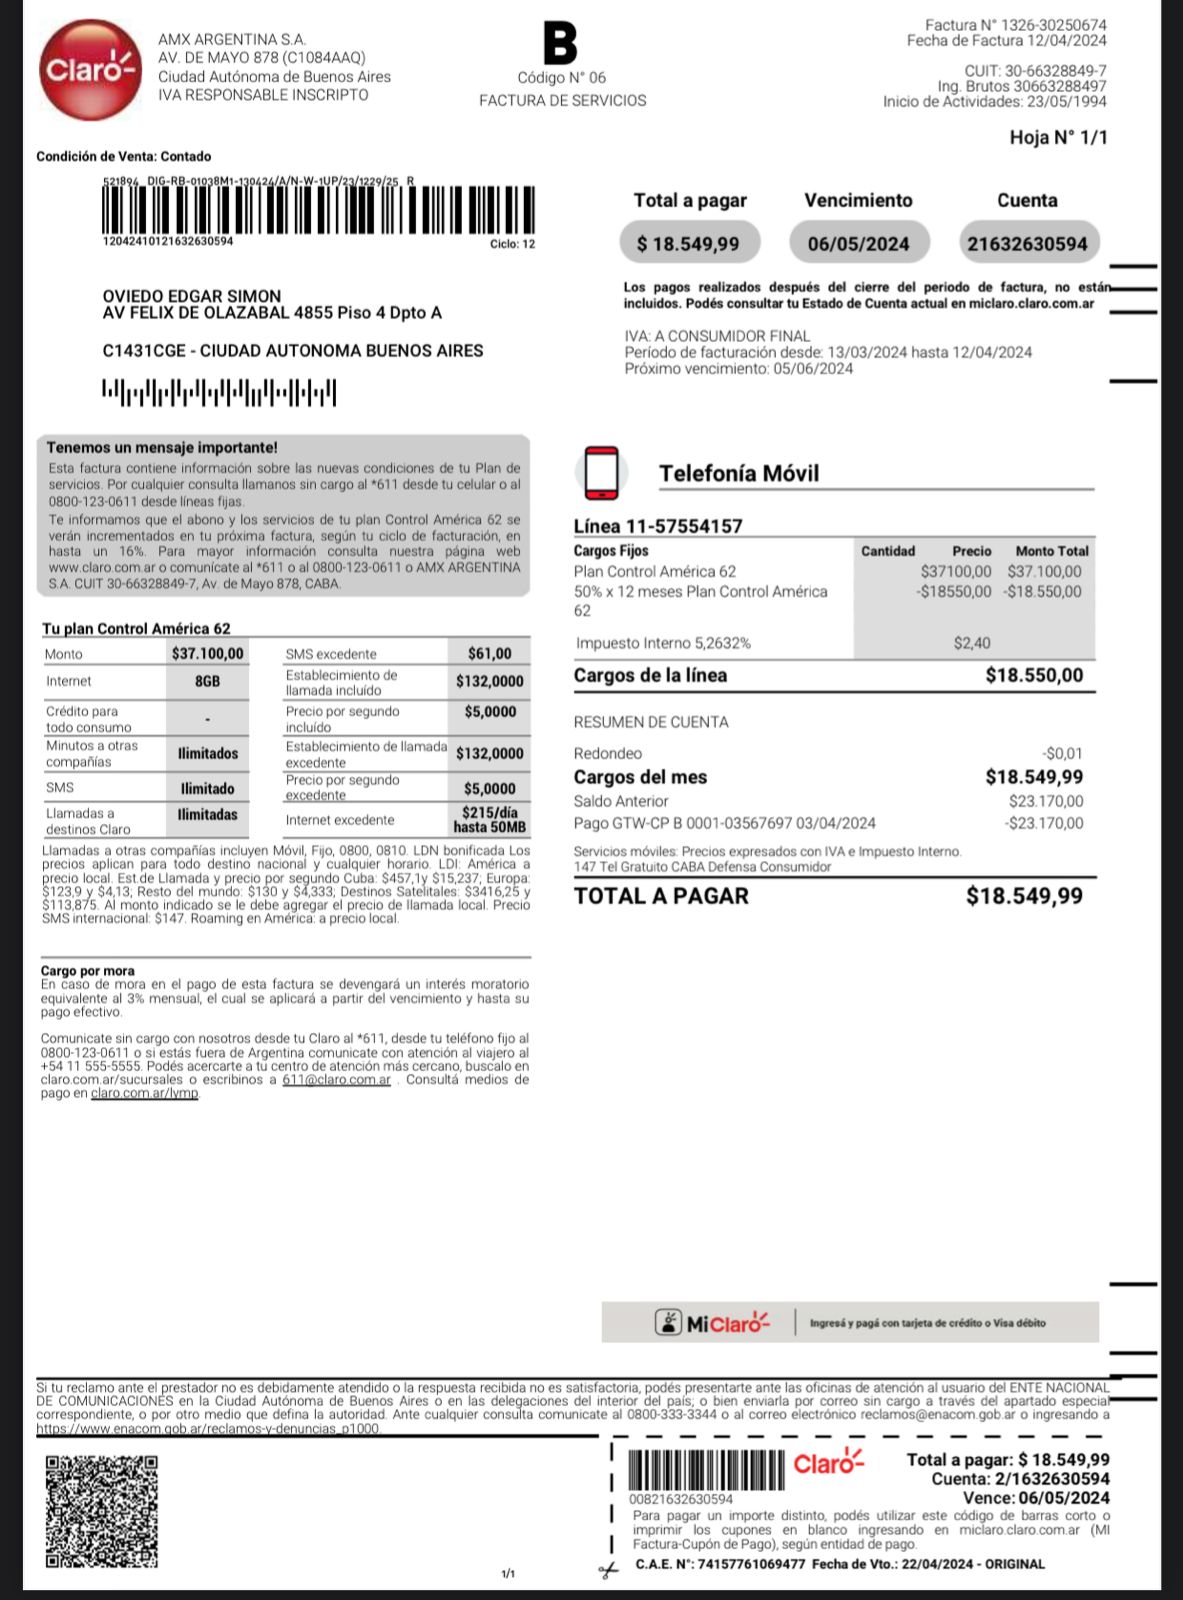 Claro
AMX ARGENTINA S.A.
AV. DE MAYO 878 (C1084AAQ)
Ciudad Autónoma de Buenos Aires
IVA RESPONSABLE INSCRIPTO
B
Código N° 06
FACTURA DE SERVICIOS
Factura N° 1326-30250674
Fecha de Factura 12/04/2024
CUIT: 30-66328849-7
Ing. Brutos 30663288497
Inicio de Actividades: 23/05/1994
Hoja N° 1/1
Condición de Venta: Contado
521894 DIG-RB-01038M1-130424/A/N-W-1UP/23/1229/25 R
12042410121632630594
Ciclo: 12
Total a pagar Vencimiento Cuenta
$ 18.549,99 06/05/2024 21632630594
Los pagos realizados después del cierre del periodo de factura, no están
incluidos. Podés consultar tu Estado de Cuenta actual en miclaro.claro.com.ar
OVIEDO EDGAR SIMON
AV FELIX DE OLAZABAL 4855 Piso 4 Dpto A
C1431CGE - CIUDAD AUTONOMA BUENOS AIRES
IVA: A CONSUMIDOR FINAL
Período de facturación desde: 13/03/2024 hasta 12/04/2024
Próximo vencimiento: 05/06/2024
Tenemos un mensaje importante!
Esta factura contiene información sobre las nuevas condiciones de tu Plan de
servicios. Por cualquier consulta llamanos sin cargo al *611 desde tu celular o al
0800-123-0611 desde líneas fijas.
Te informamos que el abono y los servicios de tu plan Control América 62 se
verán incrementados en tu próxima factura, según tu ciclo de facturación, en
hasta un 16%. Para mayor información consulta nuestra página web
www.claro.com.ar o comunícate al *611 o al 0800-123-0611 o AMX ARGENTINA
S.A. CUIT 30-66328849-7, Av. de Mayo 878, CABA.
Tu plan Control América 62
Monto $37.100,00
Internet 8GB
Crédito para
todo consumo -
Minutos a otras
compañías Ilimitados
SMS Ilimitado
Llamadas a
destinos Claro Ilimitadas
SMS excedente $61,00
Establecimiento de
llamada incluído $132,0000
Precio por segundo
incluído $5,0000
Establecimiento de llamada
excedente $132,0000
Precio por segundo
excedente $5,0000
Internet excedente $215/día
hasta 50MB
Llamadas a otras compañías incluyen Móvil, Fijo, 0800, 0810. LDN bonificada Los
precios aplican para todo destino nacional y cualquier horario. LDI: América a
precio local. Est.de Llamada y precio por segundo Cuba: $457,1y $15,237; Europa:
$123,9 y $4,13; Resto del mundo: $130 y $4,333; Destinos Satelitales: $3416,25 y
$113,875. Al monto indicado se le debe agregar el precio de llamada local. Precio
SMS internacional: $147. Roaming en América: a precio local.
Cargo por mora
En caso de mora en el pago de esta factura se devengará un interés moratorio
equivalente al 3% mensual, el cual se aplicará a partir del vencimiento y hasta su
pago efectivo.
Comunicate sin cargo con nosotros desde tu Claro al *611, desde tu teléfono fijo al
0800-123-0611 o si estás fuera de Argentina comunicate con atención al viajero al
+54 11 555-5555. Podés acercarte a tu centro de atención más cercano, buscalo en
claro.com.ar/sucursales o escribinos a 611@claro.com.ar . Consultá medios de
pago en claro.com.ar/lymp.
Telefonía Móvil
Línea 11-57554157
Cargos Fijos Cantidad Precio Monto Total
Plan Control América 62 $37100,00 $37.100,00
50% x 12 meses Plan Control América -$18550,00 -$18.550,00
62
Impuesto Interno 5,2632% $2,40
Cargos de la línea $18.550,00
RESUMEN DE CUENTA
Redondeo -$0,01
Cargos del mes $18.549,99
Saldo Anterior $23.170,00
Pago GTW-CP B 0001-03567697 03/04/2024 -$23.170,00
Servicios móviles: Precios expresados con IVA e Impuesto Interno.
147 Tel Gratuito CABA Defensa Consumidor
TOTAL A PAGAR $18.549,99
MiClaro Ingresá y pagá con tarjeta de crédito o Visa débito
Si tu reclamo ante el prestador no es debidamente atendido o la respuesta recibida no es satisfactoria, podés presentarte ante las oficinas de atención al usuario del ENTE NACIONAL
DE COMUNICACIONES en la Ciudad Autónoma de Buenos Aires o en las delegaciones del interior del país; o bien enviarla por correo sin cargo a través del apartado especial
correspondiente, o por otro medio que defina la autoridad. Ante cualquier consulta comunicate al 0800-333-3344 o al correo electrónico reclamos@enacom.gob.ar o ingresando a
https://www.enacom.gob.ar/reclamos-y-denuncias_p1000.
00821632630594
Claro
Total a pagar: $ 18.549,99
Cuenta: 2/1632630594
Vence: 06/05/2024
Para pagar un importe distinto, podés utilizar este código de barras corto o
imprimir los cupones en blanco ingresando en miclaro.claro.com.ar (MI
Factura-Cupón de Pago), según entidad de pago.
C.A.E. N°: 74157761069477 Fecha de Vto.: 22/04/2024 - ORIGINAL
1/1